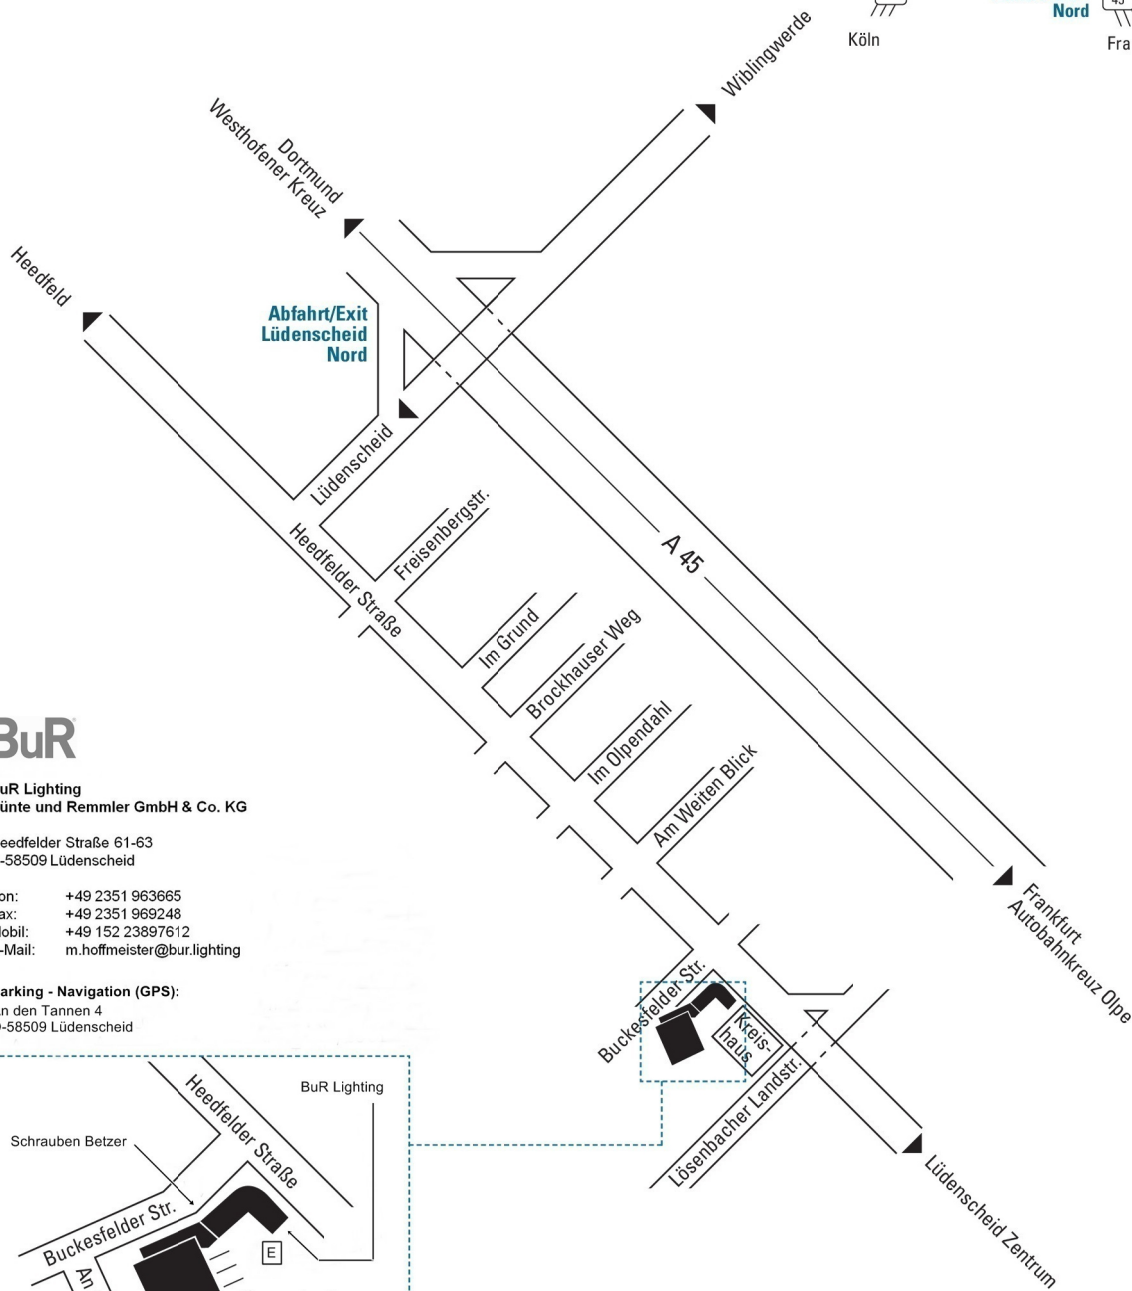 Nord
45
Köln
Fra
Wiblingwerde
Dortmund
Westhofener Kreuz
Heedfeld
Abfahrt/Exit
Lüdenscheid
Nord
Lüdenscheid
Heedfelder Straße
Freisenbergstr.
Im Grund
Brockhauser Weg
Im Olpendahl
Am Weiten Blick
A 45
Frankfurt
Autobahnkreuz Olpe
Buckesfelder Str.
Kreis-
haus
Lösenbacher Landstr.
Lüdenscheid Zentrum
BuR
uR Lighting
ünte und Remmler GmbH & Co. KG
eedfelder Straße 61-63
-58509 Lüdenscheid
on: +49 2351 963665
ax: +49 2351 969248
obil: +49 152 23897612
-Mail: m.hoffmeister@bur.lighting
arking - Navigation (GPS):
n den Tannen 4
-58509 Lüdenscheid
BuR Lighting
Heedfelder Straße
Schrauben Betzer
Buckesfelder Str.
E
An